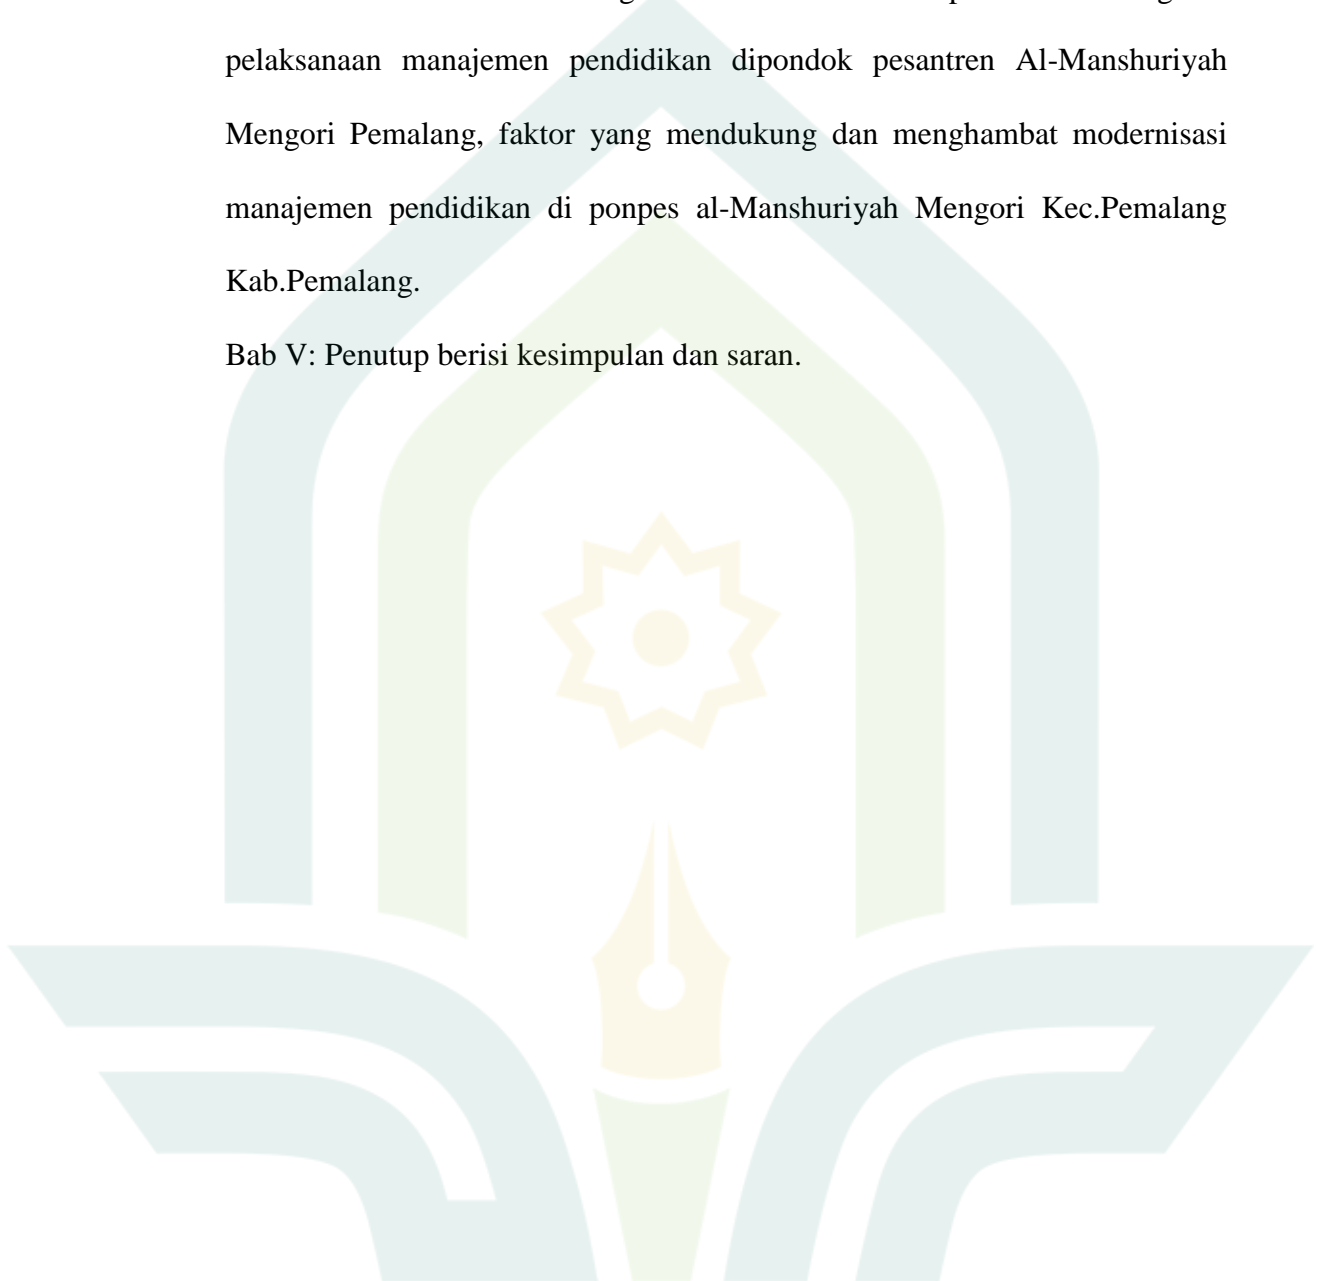 pelaksanaan manajemen pendidikan dipondok pesantren Al-Manshuriyah
Mengori Pemalang, faktor yang mendukung dan menghambat modernisasi
manajemen pendidikan di ponpes al-Manshuriyah Mengori Kec.Pemalang
Kab.Pemalang.
Bab V: Penutup berisi kesimpulan dan saran.